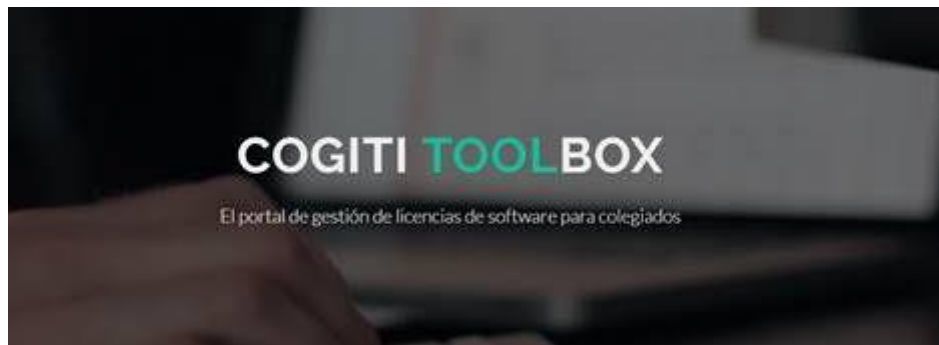 COGITI TOOLBOX
El portal de gestión de licencias de software para colegiados